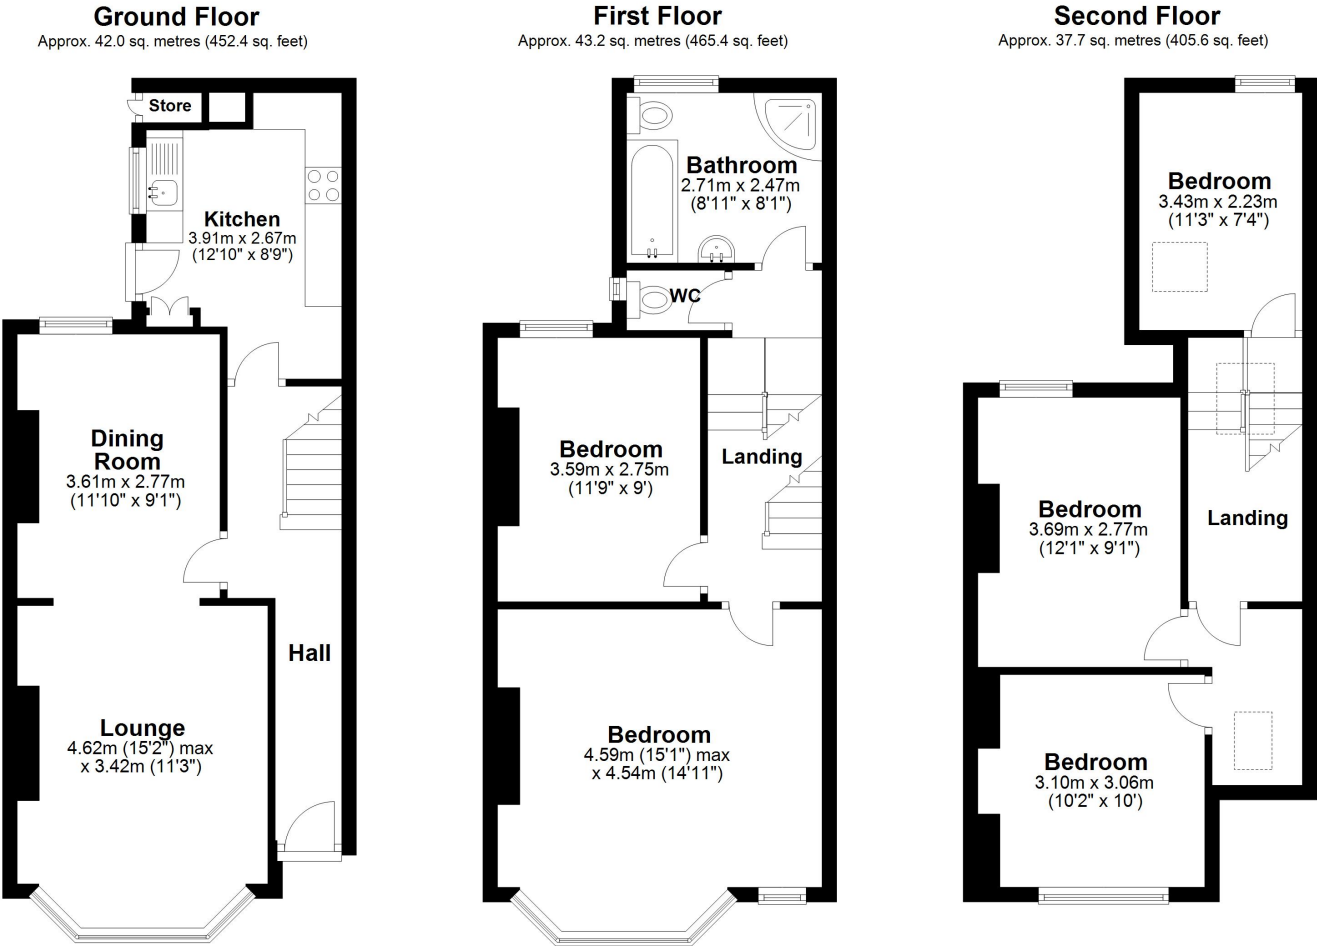 Ground Floor
Approx. 42.0 sq. metres (452.4 sq. feet)
Store
Kitchen
3.91m x 2.67m
(12'10" x 8'9")
Dining
Room
3.61m x 2.77m
(11'10" x 9'1")
Hall
Lounge
4.62m (15'2") max
x 3.42m (11'3")
First Floor
Approx. 43.2 sq. metres (465.4 sq. feet)
Bathroom
2.71m x 2.47m
(8'11" x 8'1")
WC
Bedroom
3.59m x 2.75m
(11'9" x 9')
Landing
Bedroom
4.59m (15'1") max
x 4.54m (14'11")
Second Floor
Approx. 37.7 sq. metres (405.6 sq. feet)
Bedroom
3.43m x 2.23m
(11'3" x 7'4")
Bedroom
3.69m x 2.77m
(12'1" x 9'1")
Landing
Bedroom
3.10m x 3.06m
(10'2" x 10')